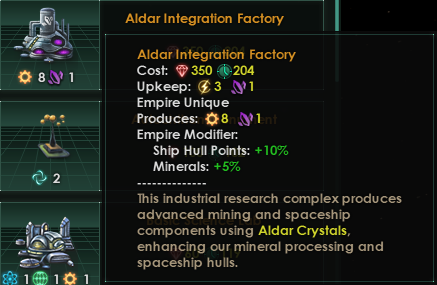 Aldar Integration Factory
Aldar Integration Factory
Cost: 350 204
Upkeep: 3 1
Empire Unique
Produces: 8 1
Empire Modifier:
Ship Hull Points: +10%
Minerals: +5%
--------------
This industrial research complex produces
advanced mining and spaceship
components using Aldar Crystals,
enhancing our mineral processing and
spaceship hulls.
8 1
2
1 1 1